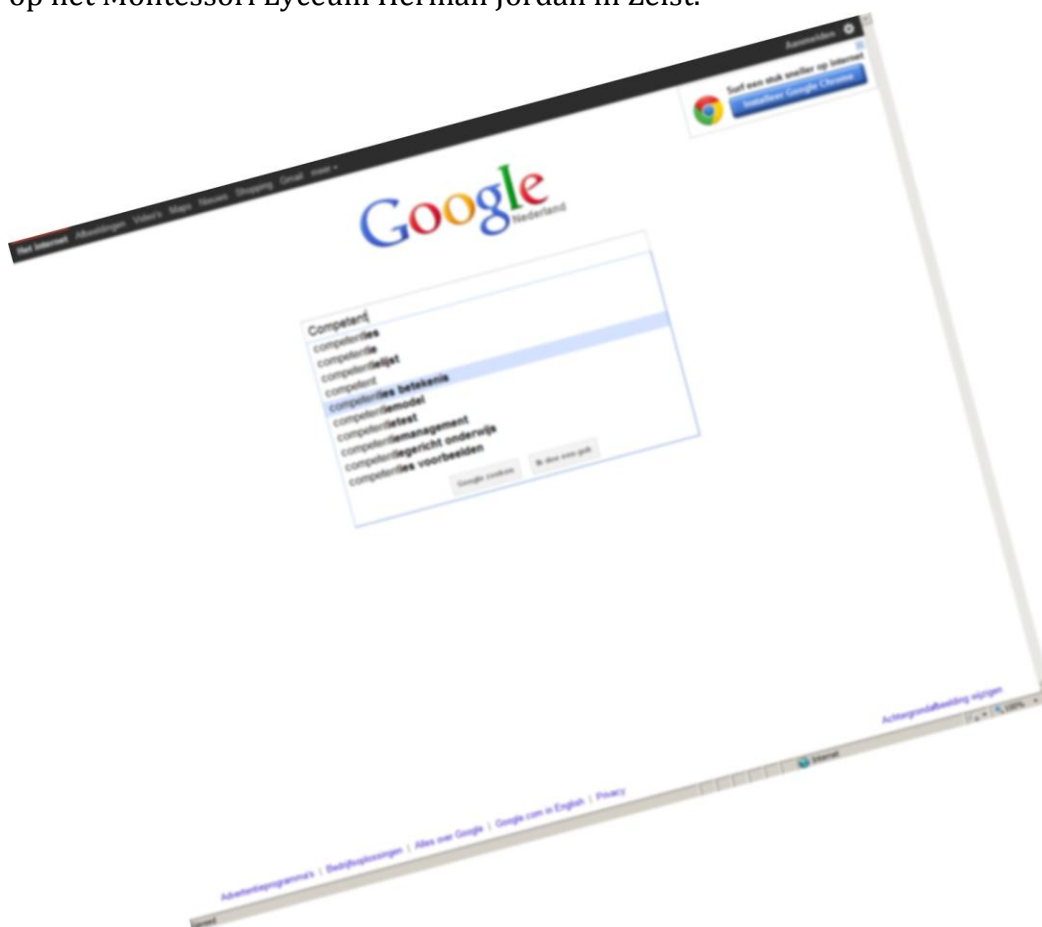 op het Montessori Lyceum Herman Jordan in Zeist.
Aanmelden
Surf een stuk sneller op internet
Installeer Google Chrome
Het internet Afbeeldingen Video's Maps Nieuws Shopping Gmail meer
Google
Nederland
Competent
competenties
competentie
competentielijst
competent
competenties betekenis
competentiemodel
competentietest
competentiemanagement
competentiegericht onderwijs
competenties voorbeelden
Google zoeken Ik doe een gok
Achtergrondafbeelding wijzigen
Internet 100%
Advertentieprogramma's | Bedrijfsoplossingen | Alles over Google | Google.com in English | Privacy